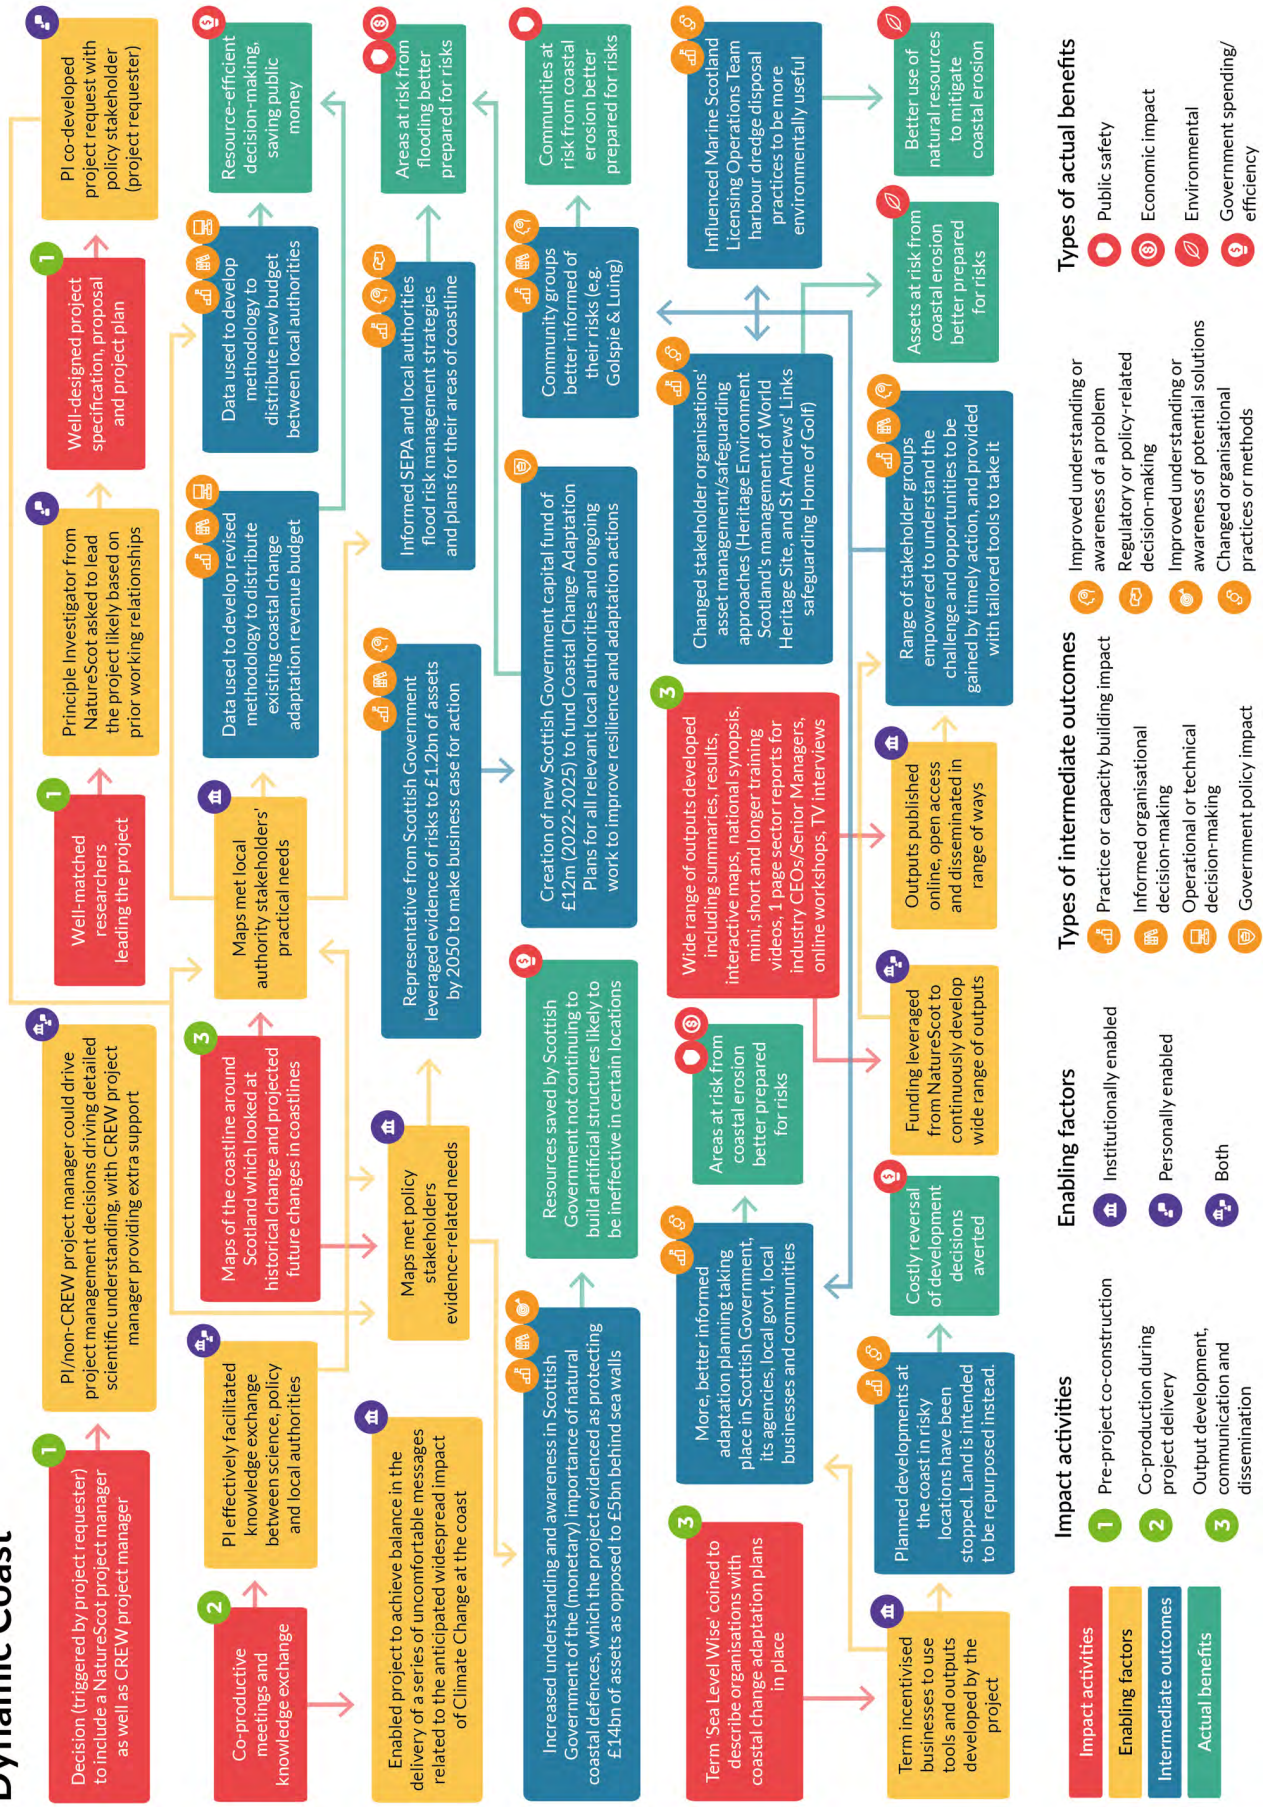 Dynamic Coast
Decision (triggered by project requester)
to include a NatureScot project manager
as well as CREW project manager
1
PI/non-CREW project manager could drive
project management decisions driving detailed
scientific understanding, with CREW project
manager providing extra support
Well-matched
researchers
leading the project
1
Principle Investigator from
NatureScot asked to lead
the project likely based on
prior working relationships
Well-designed project
specification, proposal
and project plan
1
PI co-developed
project request with
policy stakeholder
(project requester)
Co-productive
meetings and
knowledge exchange
2
PI effectively facilitated
knowledge exchange
between science, policy
and local authorities
Maps of the coastline around
Scotland which looked at
historical change and projected
future changes in coastlines
3
Maps met local
authority stakeholders'
practical needs
Data used to develop revised
methodology to distribute
existing coastal change
adaptation revenue budget
Data used to develop
methodology to
distribute new budget
between local authorities
Resource-efficient
decision-making,
saving public
money
Enabled project to achieve balance in the
delivery of a series of uncomfortable messages
related to the anticipated widespread impact
of Climate Change at the coast
Maps met policy
stakeholders
evidence-related needs
Representative from Scottish Government
leveraged evidence of risks to £1.2bn of assets
by 2050 to make business case for action
Informed SEPA and local authorities
flood risk management strategies
and plans for their areas of coastline
Areas at risk from
flooding better
prepared for risks
Increased understanding and awareness in Scottish
Government of the (monetary) importance of natural
coastal defences, which the project evidenced as protecting
£14bn of assets as opposed to £5bn behind sea walls
Resources saved by Scottish
Government not continuing to
build artificial structures likely to
be ineffective in certain locations
Creation of new Scottish Government capital fund of
£12m (2022-2025) to fund Coastal Change Adaptation
Plans for all relevant local authorities and ongoing
work to improve resilience and adaptation actions
Community groups
better informed of
their risks (e.g.
Golspie & Luing)
Communities at
risk from coastal
erosion better
prepared for risks
Term 'Sea Level Wise' coined to
describe organisations with
coastal change adaptation plans
in place
3
More, better informed
adaptation planning taking
place in Scottish Government,
its agencies, local govt, local
businesses and communities
Areas at risk from
coastal erosion
better prepared
for risks
Wide range of outputs developed
including summaries, results,
interactive maps, national synopsis,
mini, short and longer training
videos, 1 page sector reports for
industry CEOs/Senior Managers,
online workshops, TV interviews
3
Changed stakeholder organisations'
asset management/safeguarding
approaches (Heritage Environment
Scotland's management of World
Heritage Site, and St Andrews' Links
safeguarding Home of Golf)
Influenced Marine Scotland
Licensing Operations Team
harbour dredge disposal
practices to be more
environmentally useful
Term incentivised
businesses to use
tools and outputs
developed by the
project
Planned developments at
the coast in risky
locations have been
stopped. Land is intended
to be repurposed instead.
Costly reversal
of development
decisions
averted
Funding leveraged
from NatureScot to
continuously develop
wide range of outputs
Outputs published
online, open access
and disseminated in
range of ways
Range of stakeholder groups
empowered to understand the
challenge and opportunities to be
gained by timely action, and provided
with tailored tools to take it
Assets at risk from
coastal erosion
better prepared
for risks
Better use of
natural resources
to mitigate
coastal erosion
Impact activities
Enabling factors
Intermediate outcomes
Actual benefits
Impact activities
1 Pre-project co-construction
2 Co-production during
project delivery
3 Output development,
communication and
dissemination
Enabling factors
Institutionally enabled
Personally enabled
Both
Types of intermediate outcomes
Practice or capacity building impact
Informed organisational
decision-making
Operational or technical
decision-making
Government policy impact
Improved understanding or
awareness of a problem
Regulatory or policy-related
decision-making
Improved understanding or
awareness of potential solutions
Changed organisational
practices or methods
Types of actual benefits
Public safety
Economic impact
Environmental
Government spending/
efficiency